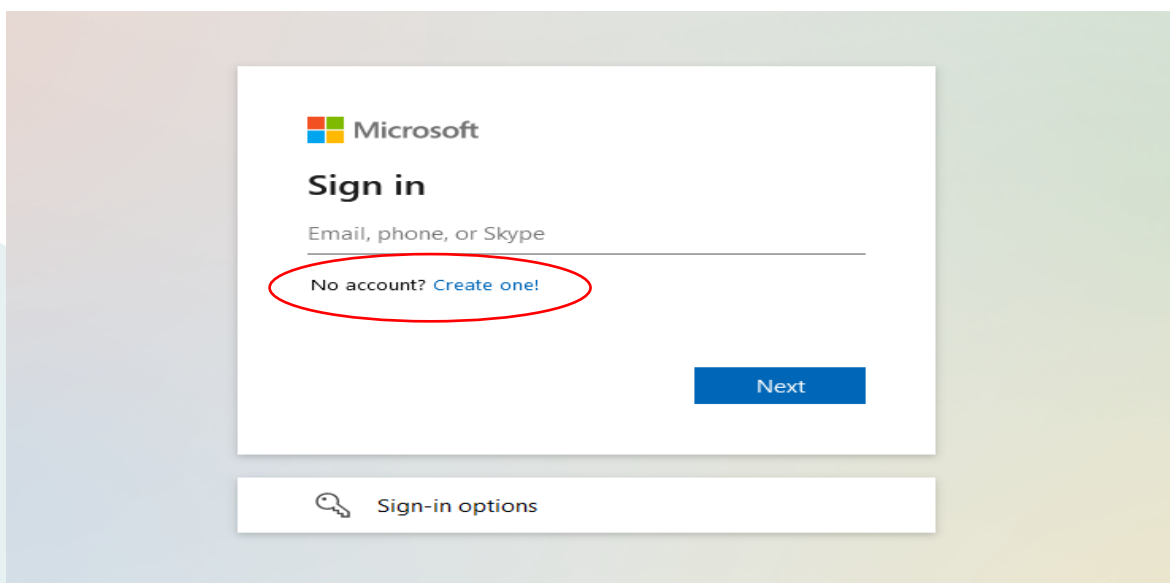 Microsoft
Sign in
Email, phone, or Skype
No account? Create one!
Next
Sign-in options